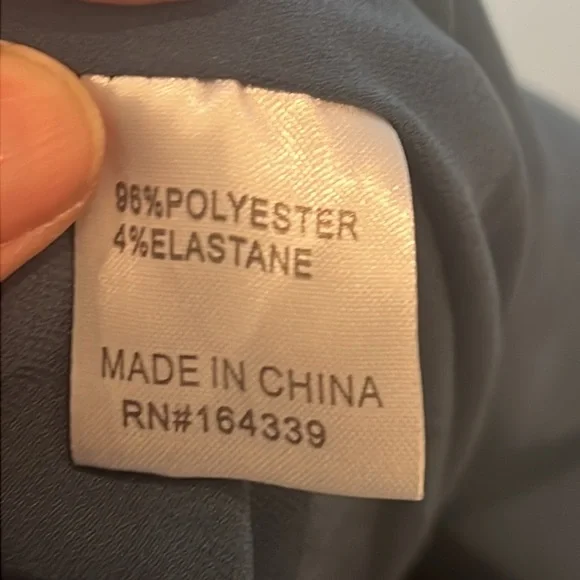 96%POLYESTER
4%ELASTANE
MADE IN CHINA
RN#164339